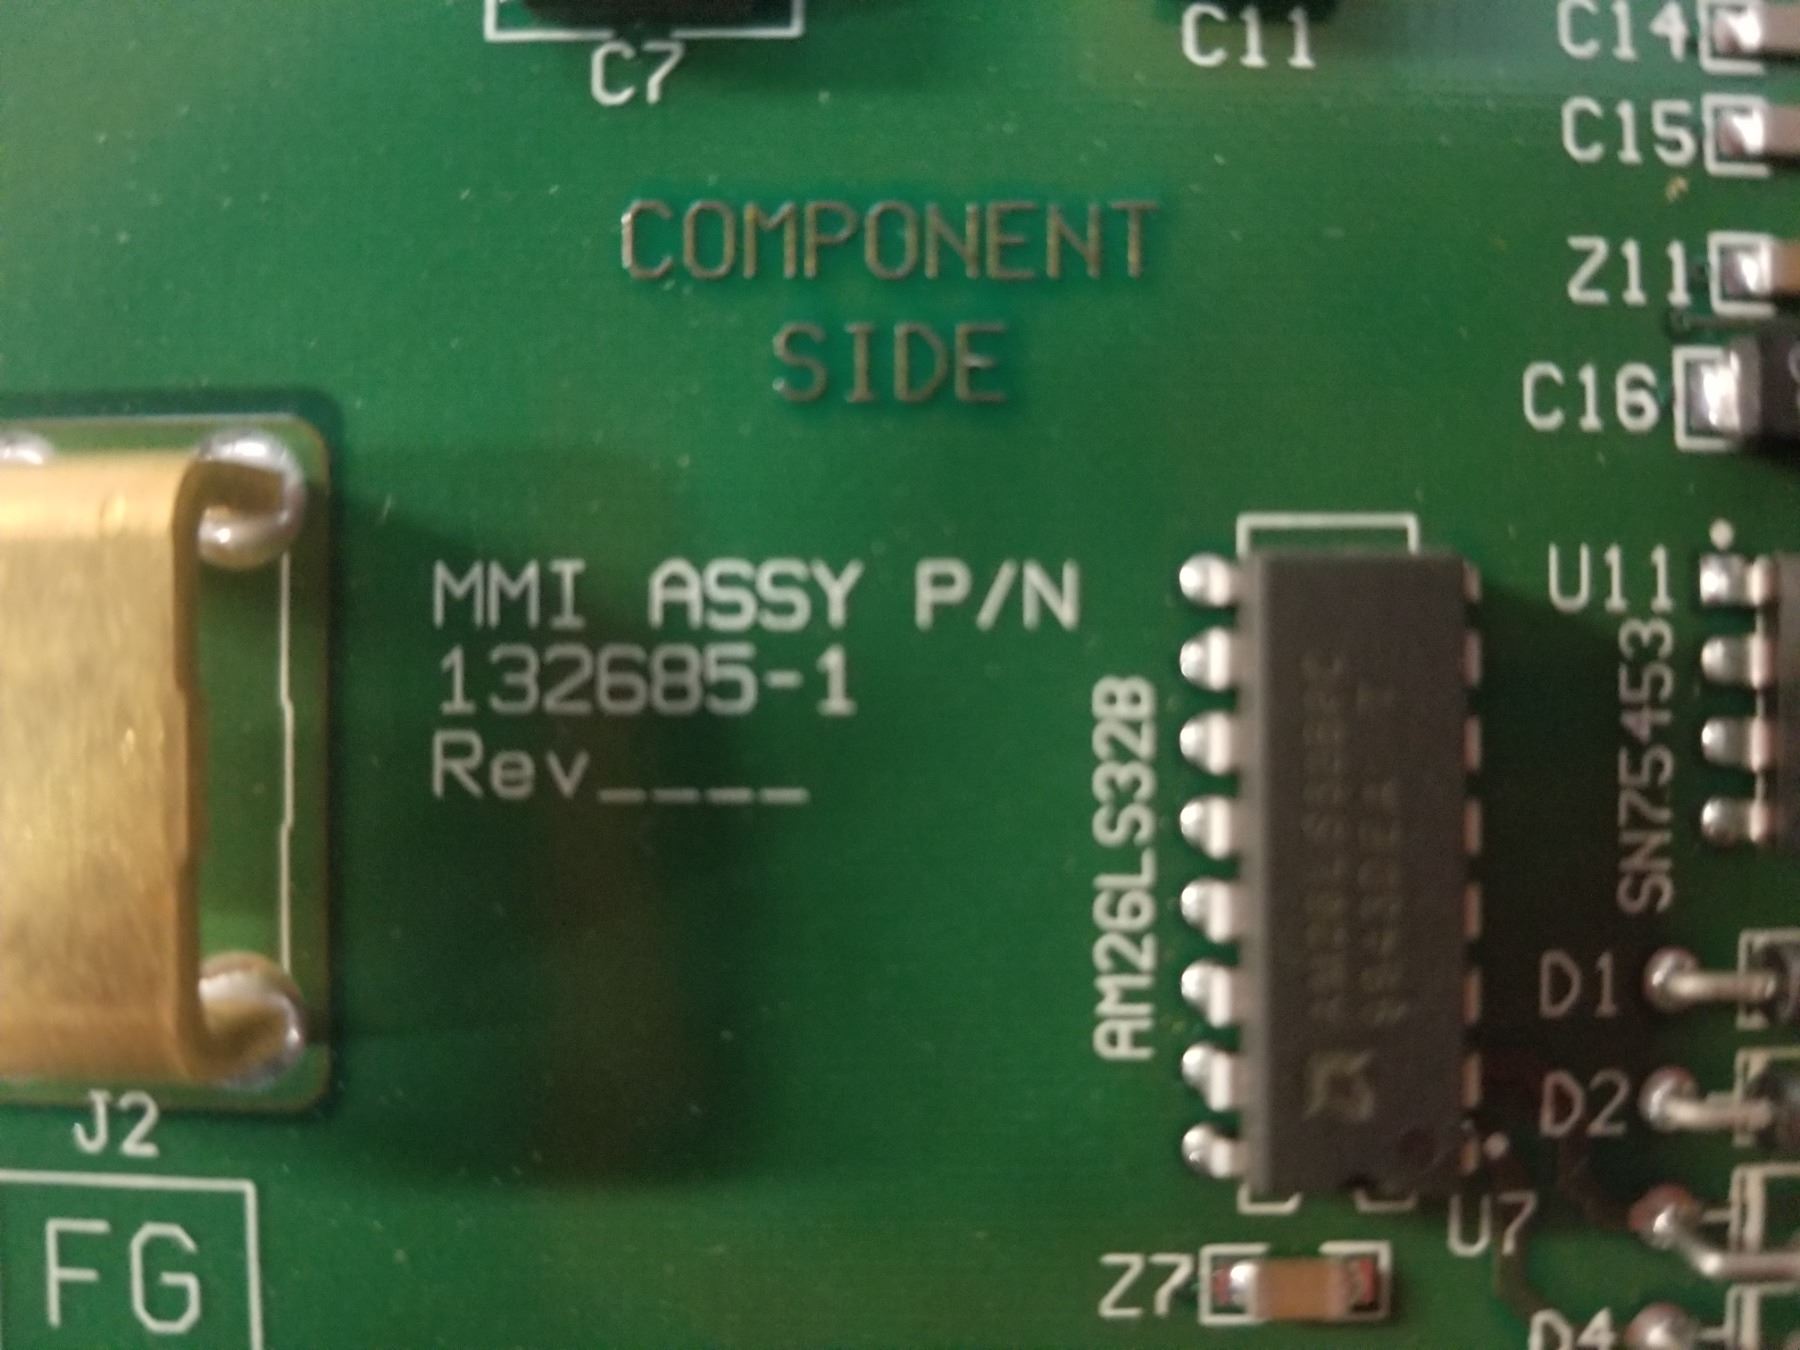 C7
C11
C14
C15
COMPONENT
SIDE
Z11
C16
MMI ASSY P/N
132685-1
Rev____
AM26LS32B
U11
SN75453
D1
D2
J2
FG
U7
Z7
D4